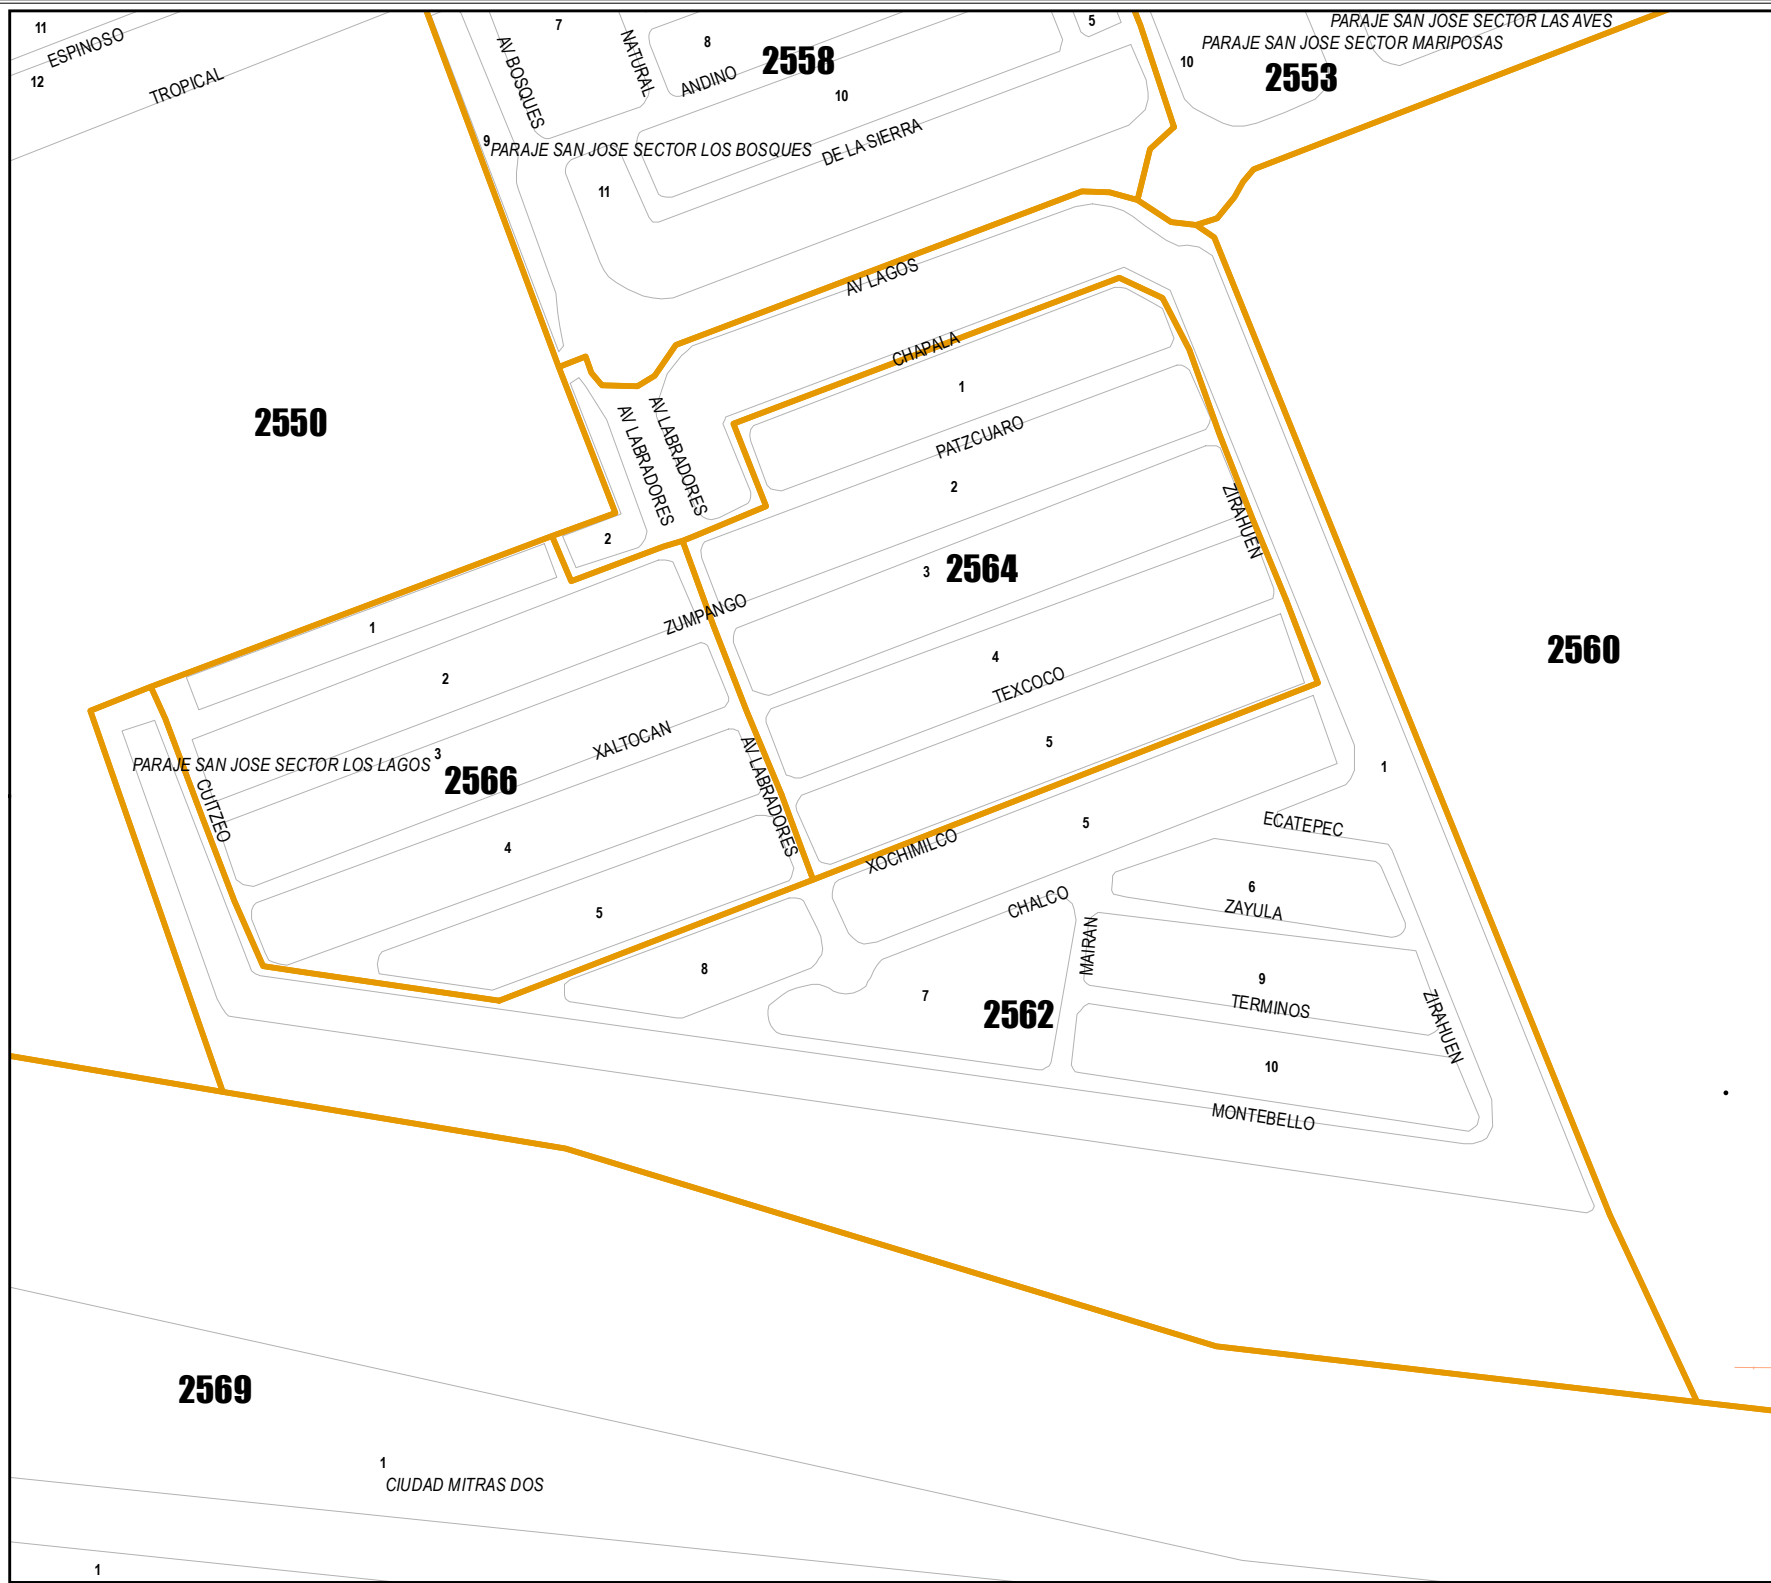 11
ESPINOSO
12
TROPICAL
7
AV BOSQUES
NATURAL
8
ANDINO
2558
10
9
PARAJE SAN JOSE SECTOR LOS BOSQUES
DE LA SIERRA
11
5
PARAJE SAN JOSE SECTOR LAS AVES
PARAJE SAN JOSE SECTOR MARIPOSAS
10
2553
AV LAGOS
CHAPALA
1
2550
AV LABRADORES
AV LABRADORES
PATZCUARO
2
ZIRAHUEN
2
3
2564
ZUMPANGO
1
2560
4
TEXCOCO
2
XALTOCAN
AV LABRADORES
5
3
PARAJE SAN JOSE SECTOR LOS LAGOS
2566
CUITZEO
1
ECATEPEC
5
XOCHIMILCO
4
6
ZAYULA
CHALCO
5
MAIRAN
8
7
2562
9
TERMINOS
ZIRAHUEN
10
MONTEBELLO
2569
1
CIUDAD MITRAS DOS
1